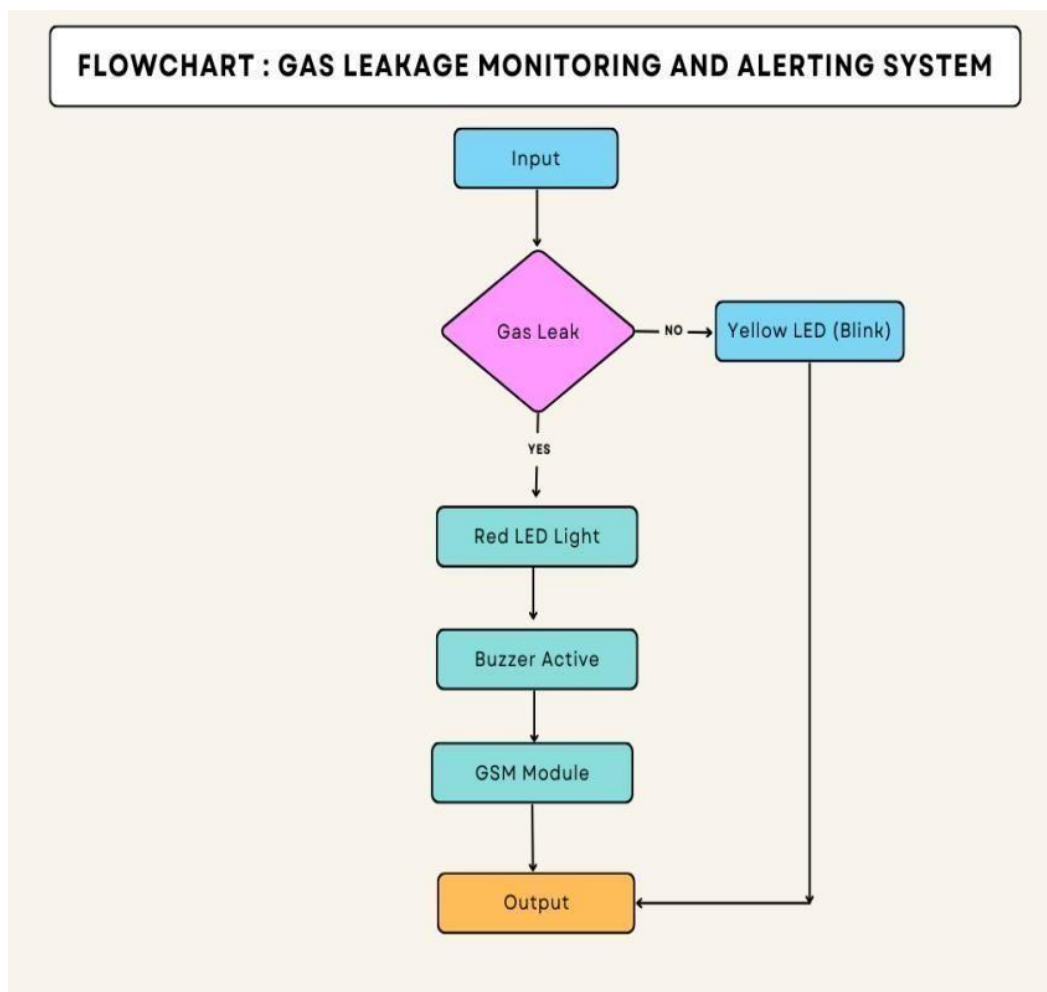 FLOWCHART : GAS LEAKAGE MONITORING AND ALERTING SYSTEM
Input
Gas Leak
NO
Yellow LED (Blink)
YES
Red LED Light
Buzzer Active
GSM Module
Output